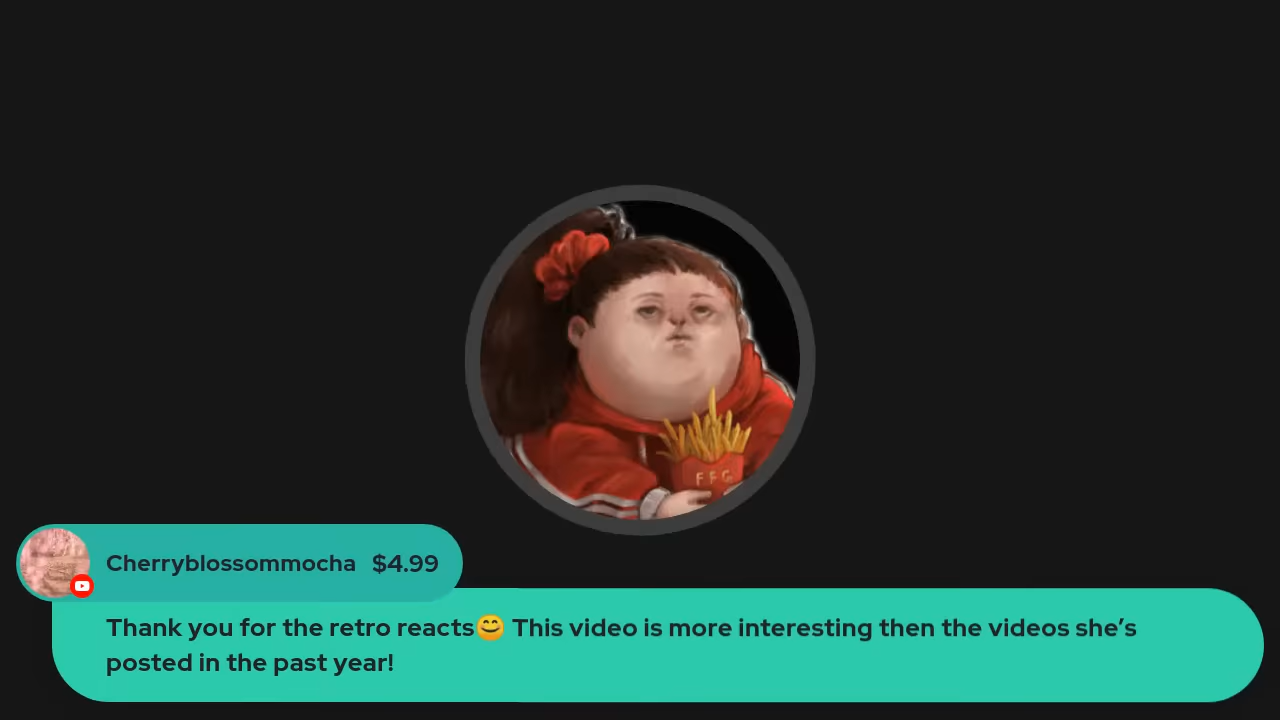 FFG
Cherryblossommocha $4.99
Thank you for the retro reacts😊 This video is more interesting then the videos she’s
posted in the past year!